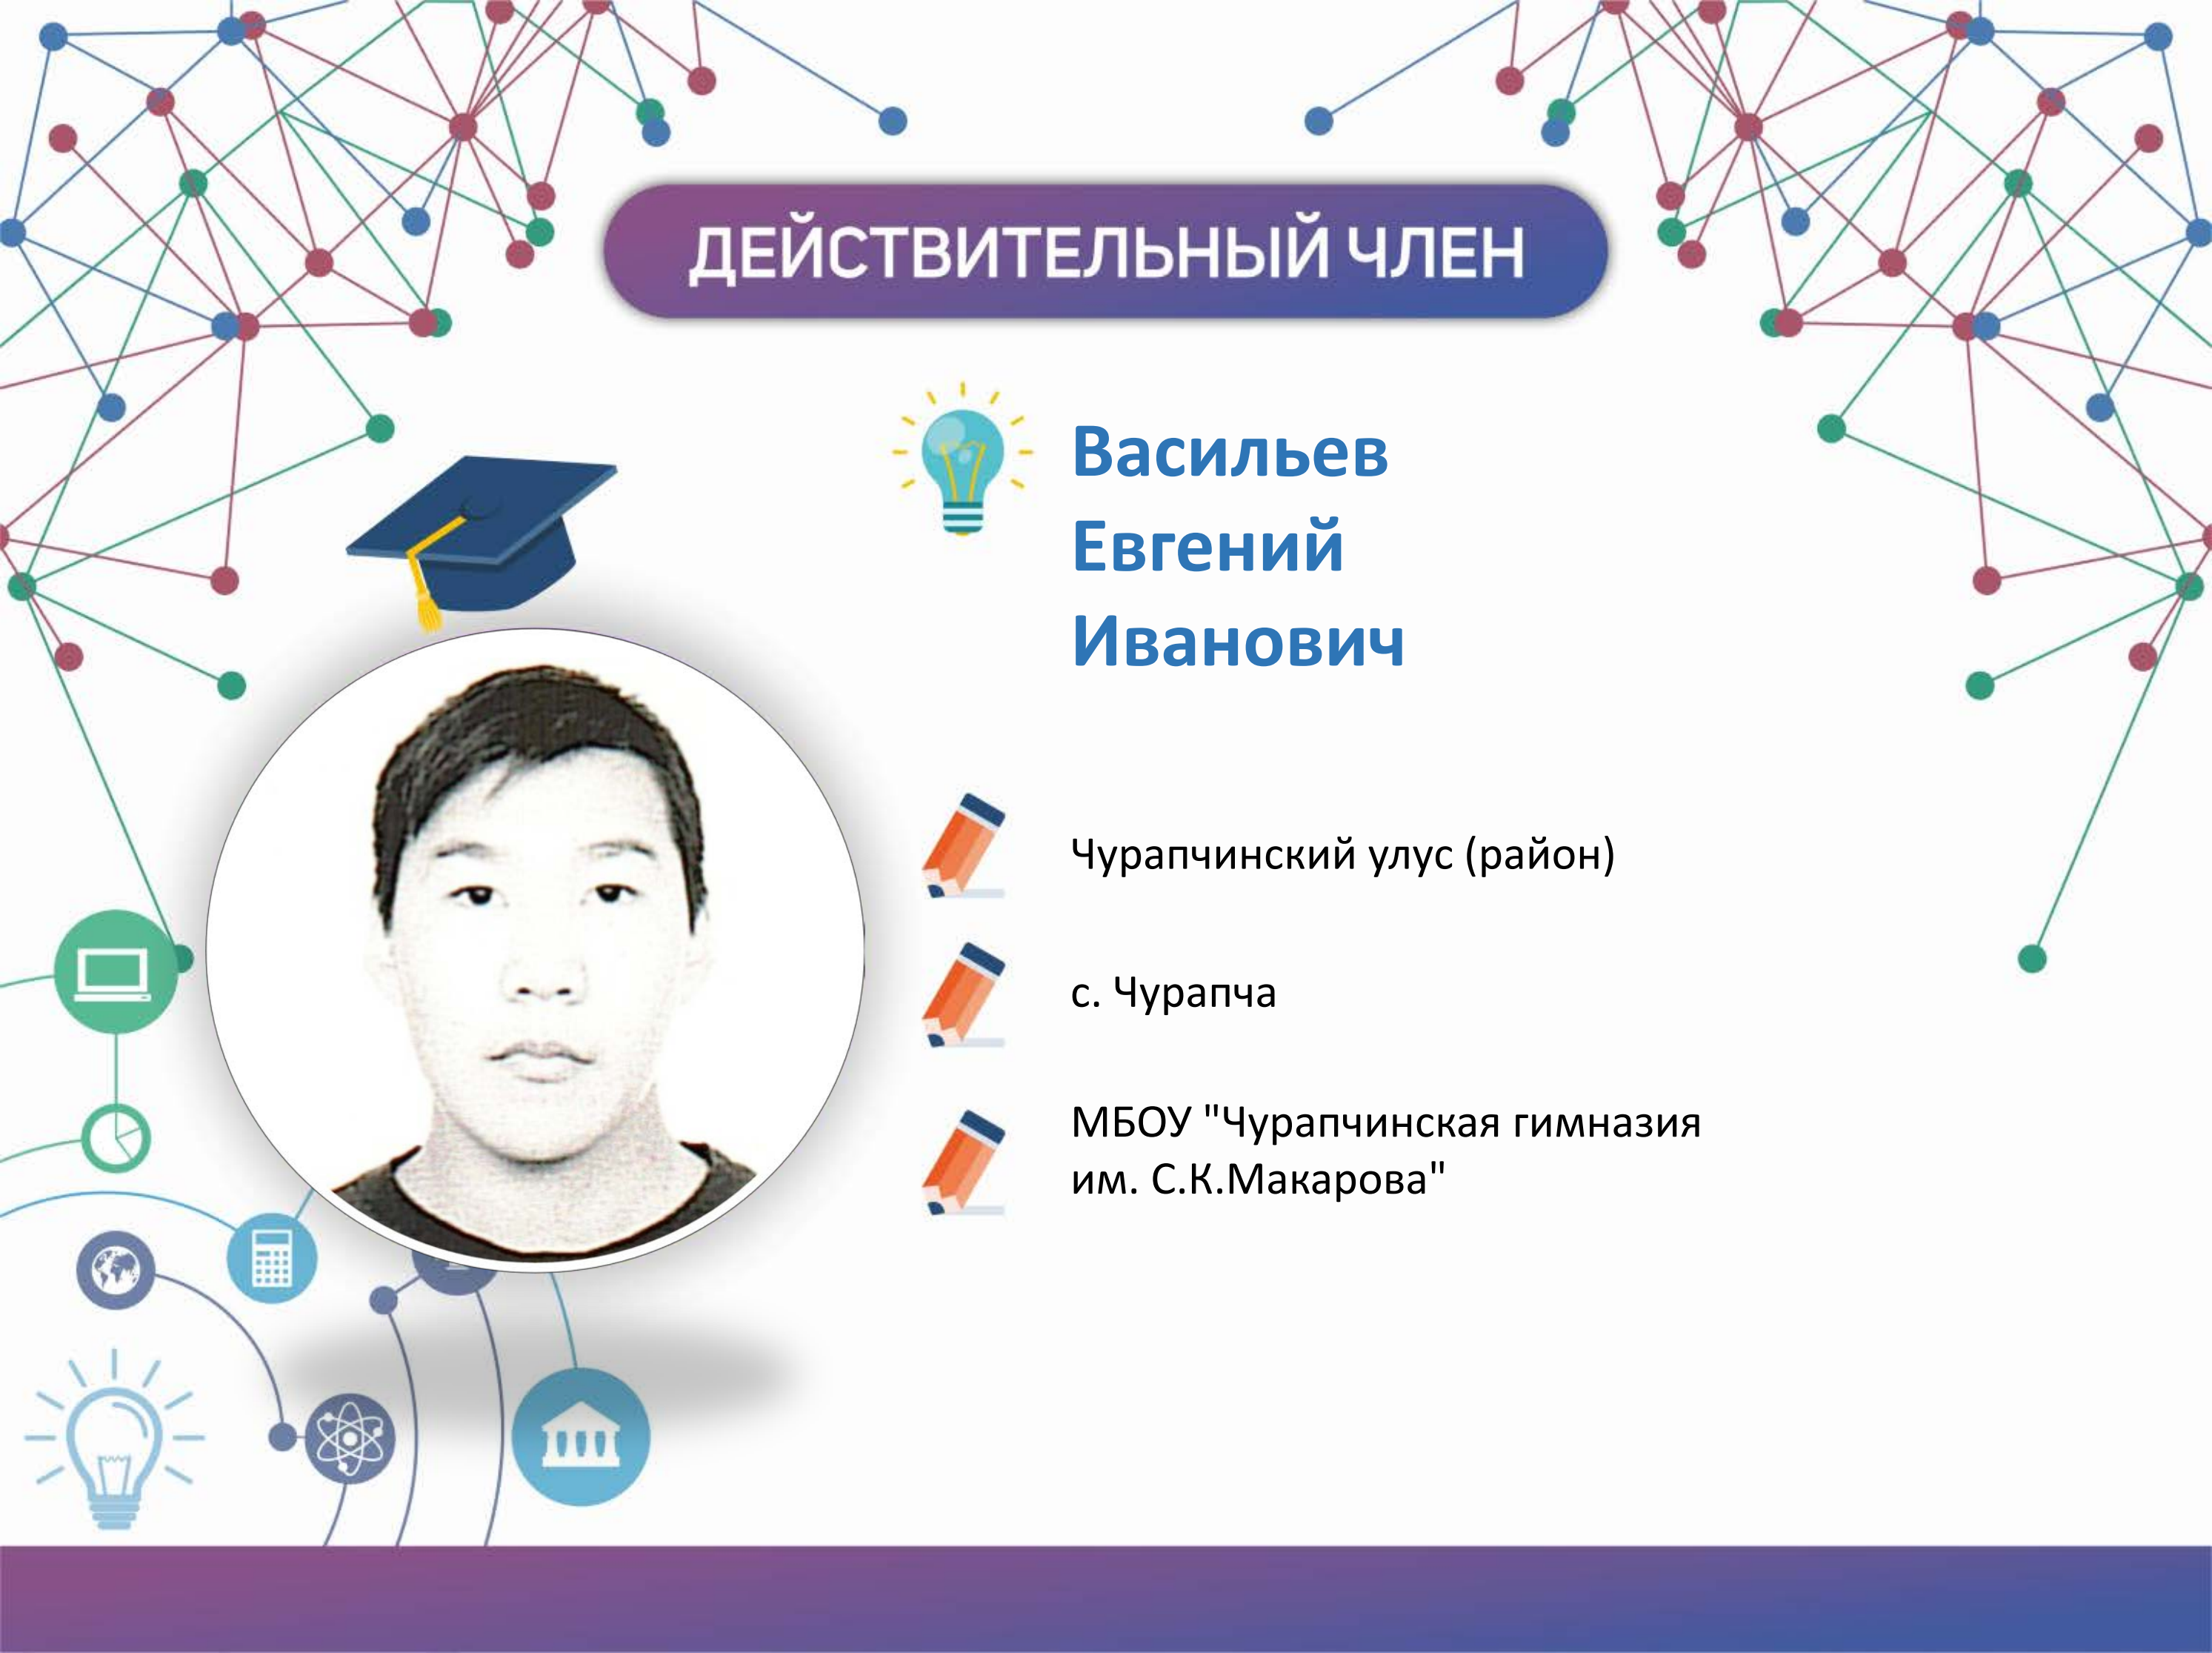 ДЕЙСТВИТЕЛЬНЫЙ ЧЛЕН
Васильев
Евгений
Иванович
Чурапчинский улус (район)
с. Чурапча
МБОУ "Чурапчинская гимназия
им. С.К.Макарова"